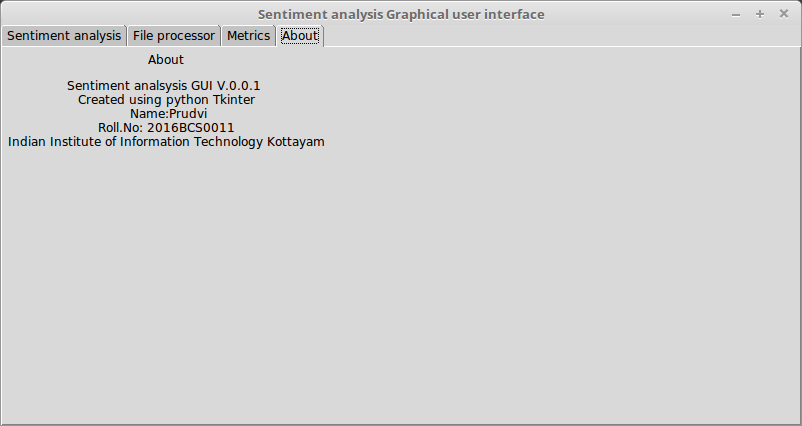 Sentiment analysis Graphical user interface
Sentiment analysis File processor Metrics About
About
Sentiment analsysis GUI V.0.0.1
Created using python Tkinter
Name:Prudvi
Roll.No: 2016BCS0011
Indian Institute of Information Technology Kottayam